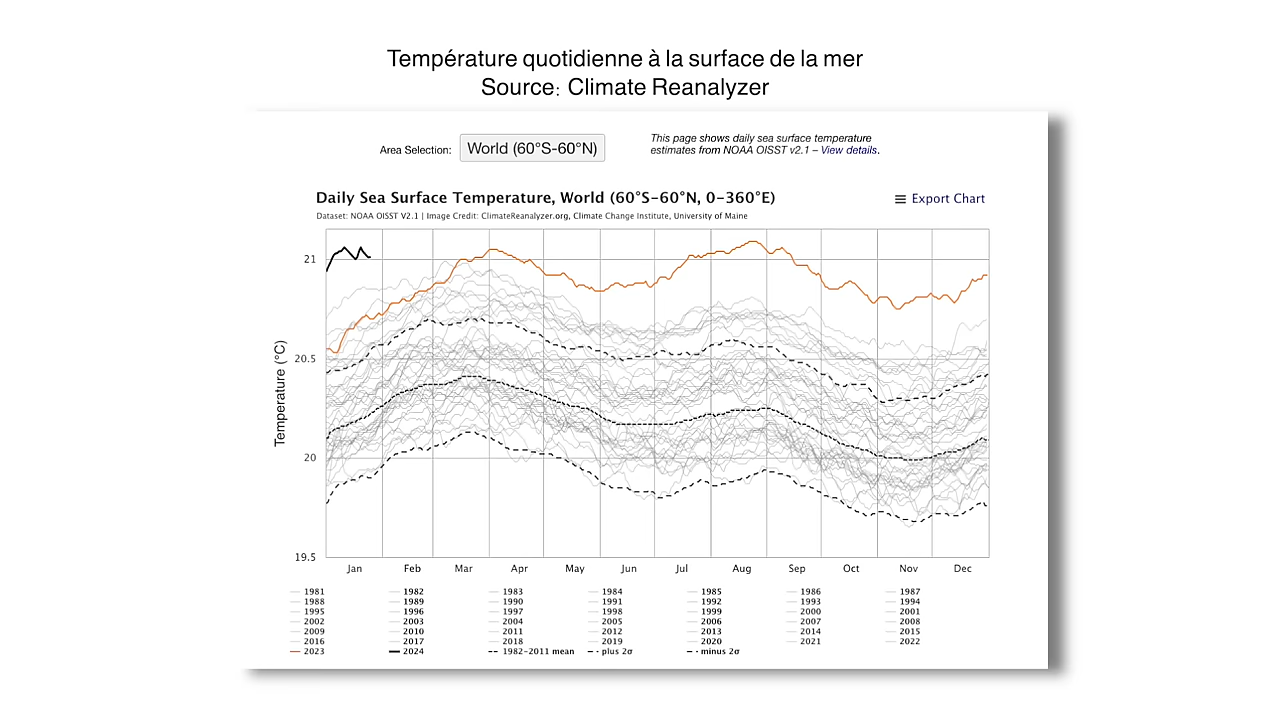 Température quotidienne à la surface de la mer
Source: Climate Reanalyzer
Area Selection: World (60°S-60°N)
This page shows daily sea surface temperature
estimates from NOAA OISST v2.1 – View details.
Daily Sea Surface Temperature, World (60°S-60°N, 0-360°E)
Export Chart
Dataset: NOAA OISST V2.1 | Image Credit: ClimateReanalyzer.org, Climate Change Institute, University of Maine
Temperature (°C)
21
20.5
20
19.5
Jan Feb Mar Apr May Jun Jul Aug Sep Oct Nov Dec
1981 1982 1983 1984 1985 1986 1987
1988 1989 1990 1991 1992 1993 1994
1995 1996 1997 1998 1999 2000 2001
2002 2003 2004 2005 2006 2007 2008
2009 2010 2011 2012 2013 2014 2015
2016 2017 2018 2019 2020 2021 2022
2023 2024 1982-2011 mean plus 2σ minus 2σ